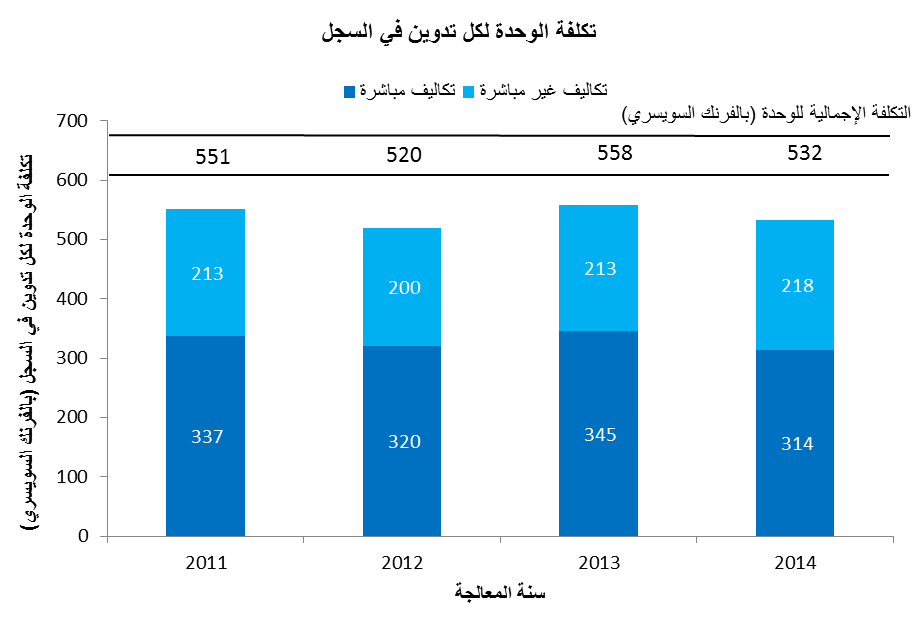 تكلفة الوحدة لكل تدوين في السجل
تكاليف مباشرة تكاليف غير مباشرة
التكلفة الإجمالية للوحدة (بالفرنك السويسري)
تكلفة الوحدة لكل تدوين في السجل (بالفرنك السويسري)
700
600
500
400
300
200
100
0
551 520 558 532
213 200 213 218
337 320 345 314
2011 2012 2013 2014
سنة المعالجة